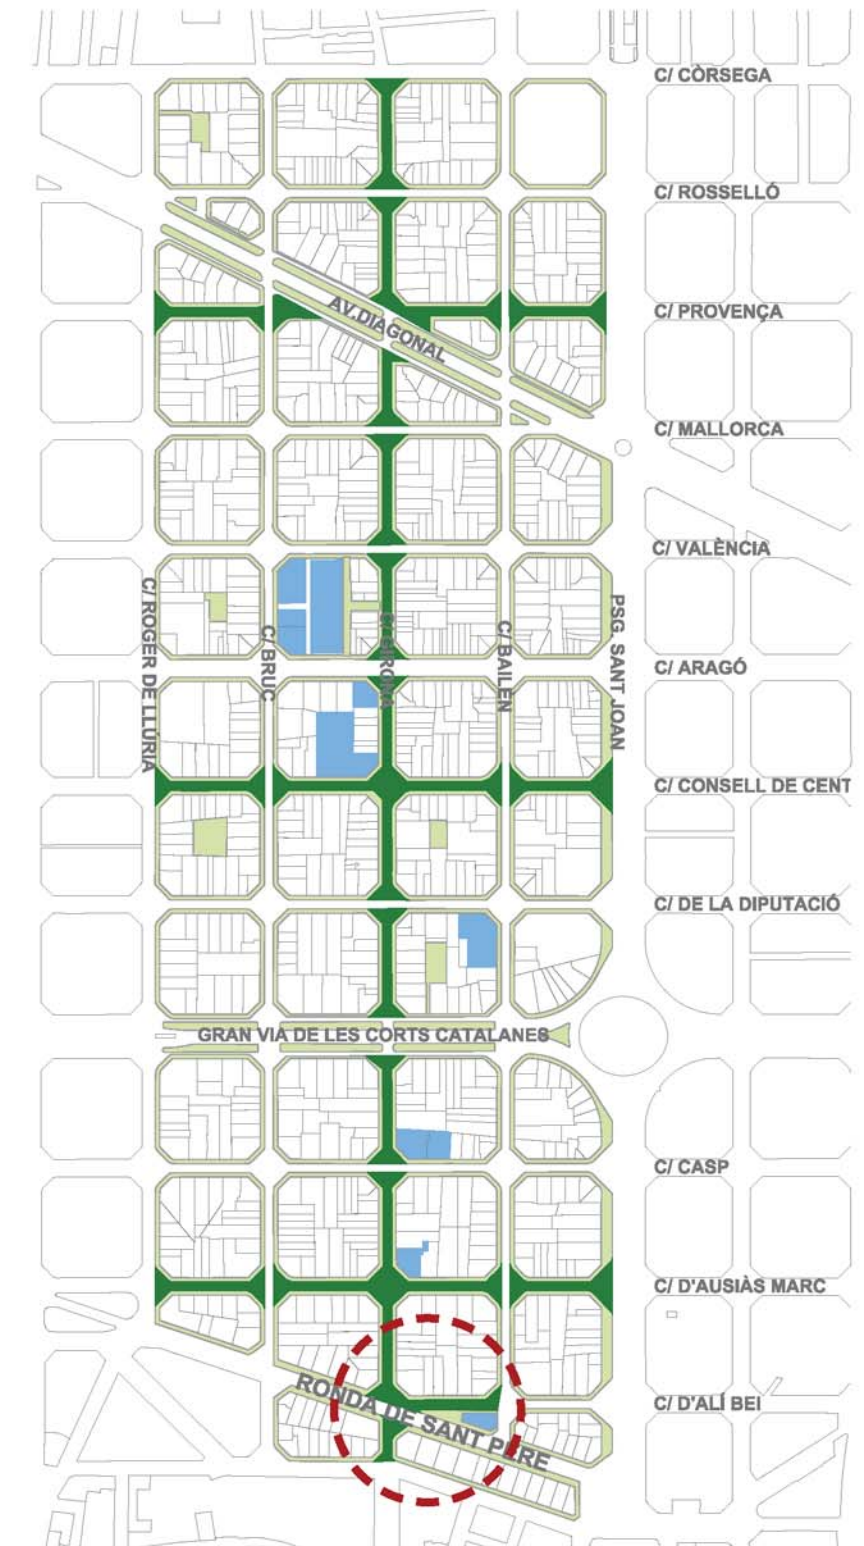 C/ CÒRSEGA
C/ ROSSELLÓ
C/ PROVENÇA
AV.DIAGONAL
C/ MALLORCA
C/ VALÈNCIA
C/ ROGER DE LLÚRIA
C/ BRUC
C/ GIRONA
C/ BAILÈN
PSG. SANT JOAN
C/ ARAGÓ
C/ CONSELL DE CENT
C/ DE LA DIPUTACIÓ
GRAN VIA DE LES CORTS CATALANES
C/ CASP
C/ D'AUSIÀS MARC
RONDA DE SANT PERE
C/ D'ALÍ BEI